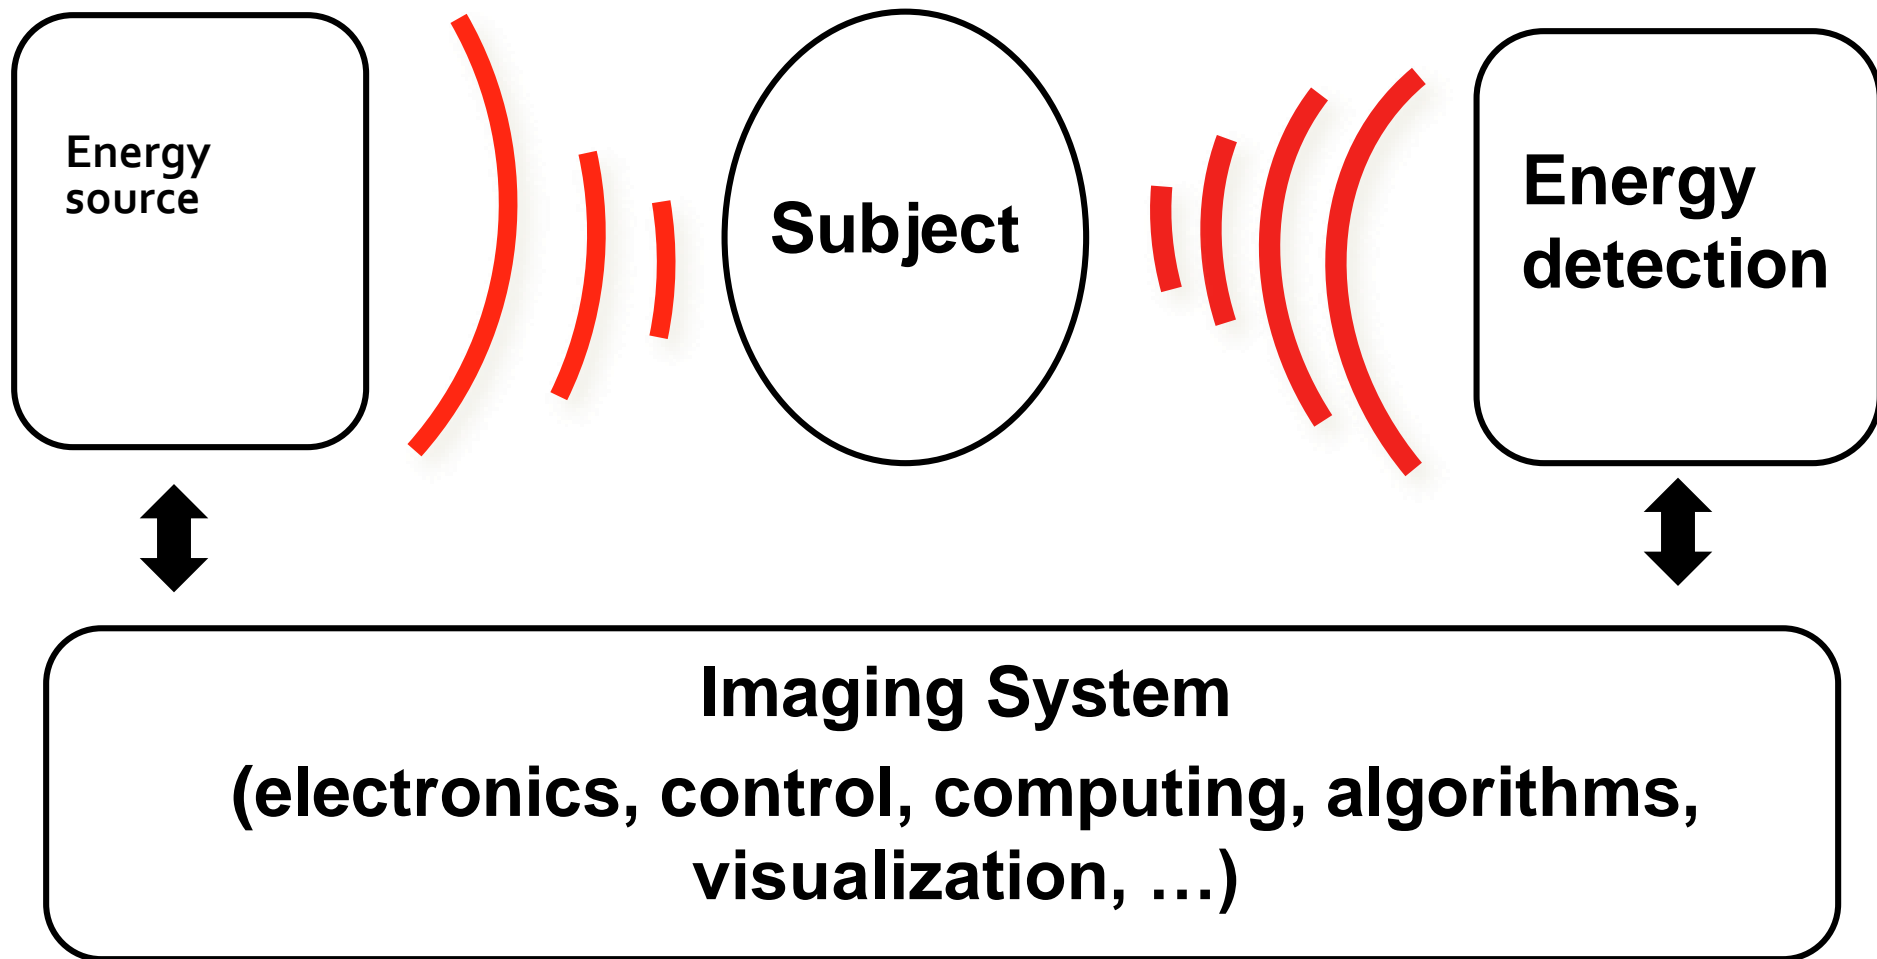 Energy
source
Subject
Energy
detection
Imaging System
(electronics, control, computing, algorithms,
visualization, …)